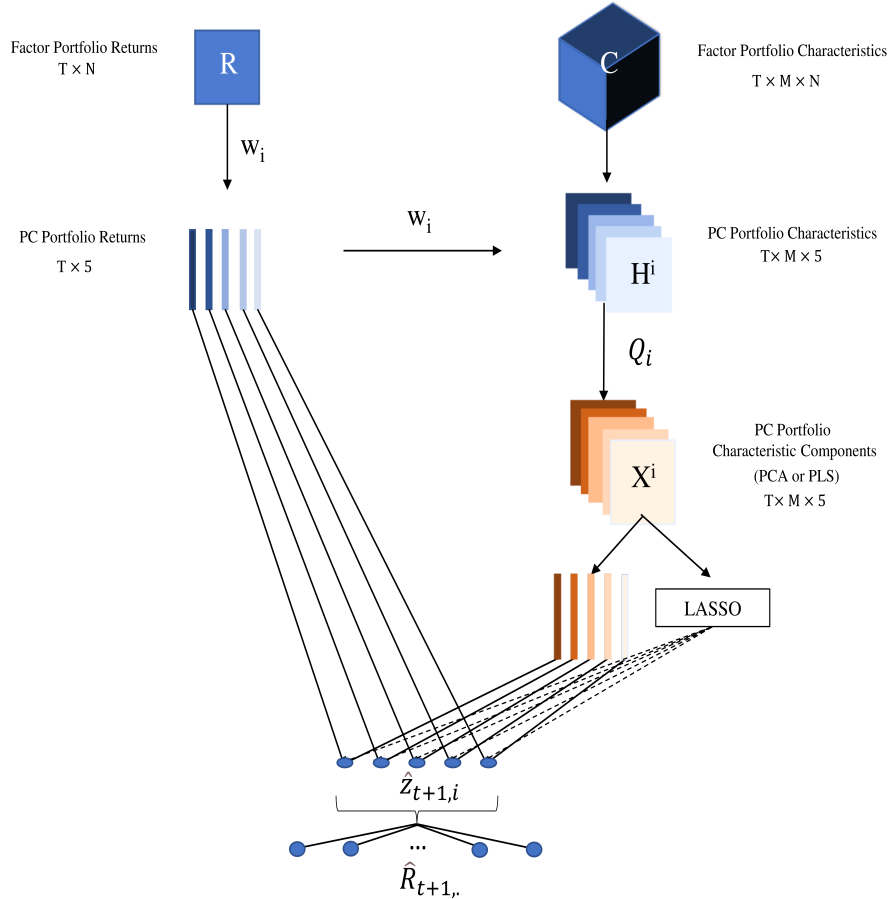 Factor Portfolio Returns
T × N
R
C
Factor Portfolio Characteristics
T × M × N
w_i
PC Portfolio Returns
T × 5
w_i
H^i
PC Portfolio Characteristics
T× M × 5
Q_i
X^i
PC Portfolio
Characteristic Components
(PCA or PLS)
T× M × 5
LASSO
ẑ_{t+1,i}
...
R̂_{t+1,.}